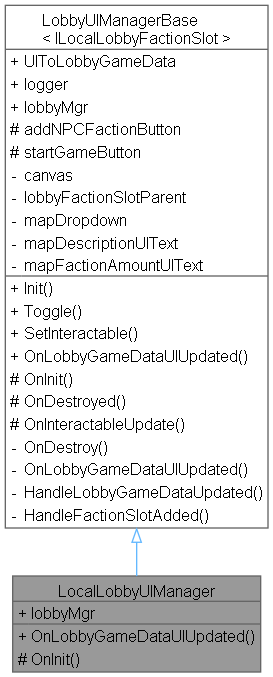 LobbyUIManagerBase
< ILocalLobbyFactionSlot >
+ UIToLobbyGameData
+ logger
+ lobbyMgr
# addNPCFactionButton
# startGameButton
- canvas
- lobbyFactionSlotParent
- mapDropdown
- mapDescriptionUIText
- mapFactionAmountUIText
+ Init()
+ Toggle()
+ SetInteractable()
+ OnLobbyGameDataUIUpdated()
# OnInit()
# OnDestroyed()
# OnInteractableUpdate()
- OnDestroy()
- OnLobbyGameDataUIUpdated()
- HandleLobbyGameDataUpdated()
- HandleFactionSlotAdded()
LocalLobbyUIManager
+ lobbyMgr
+ OnLobbyGameDataUIUpdated()
# OnInit()